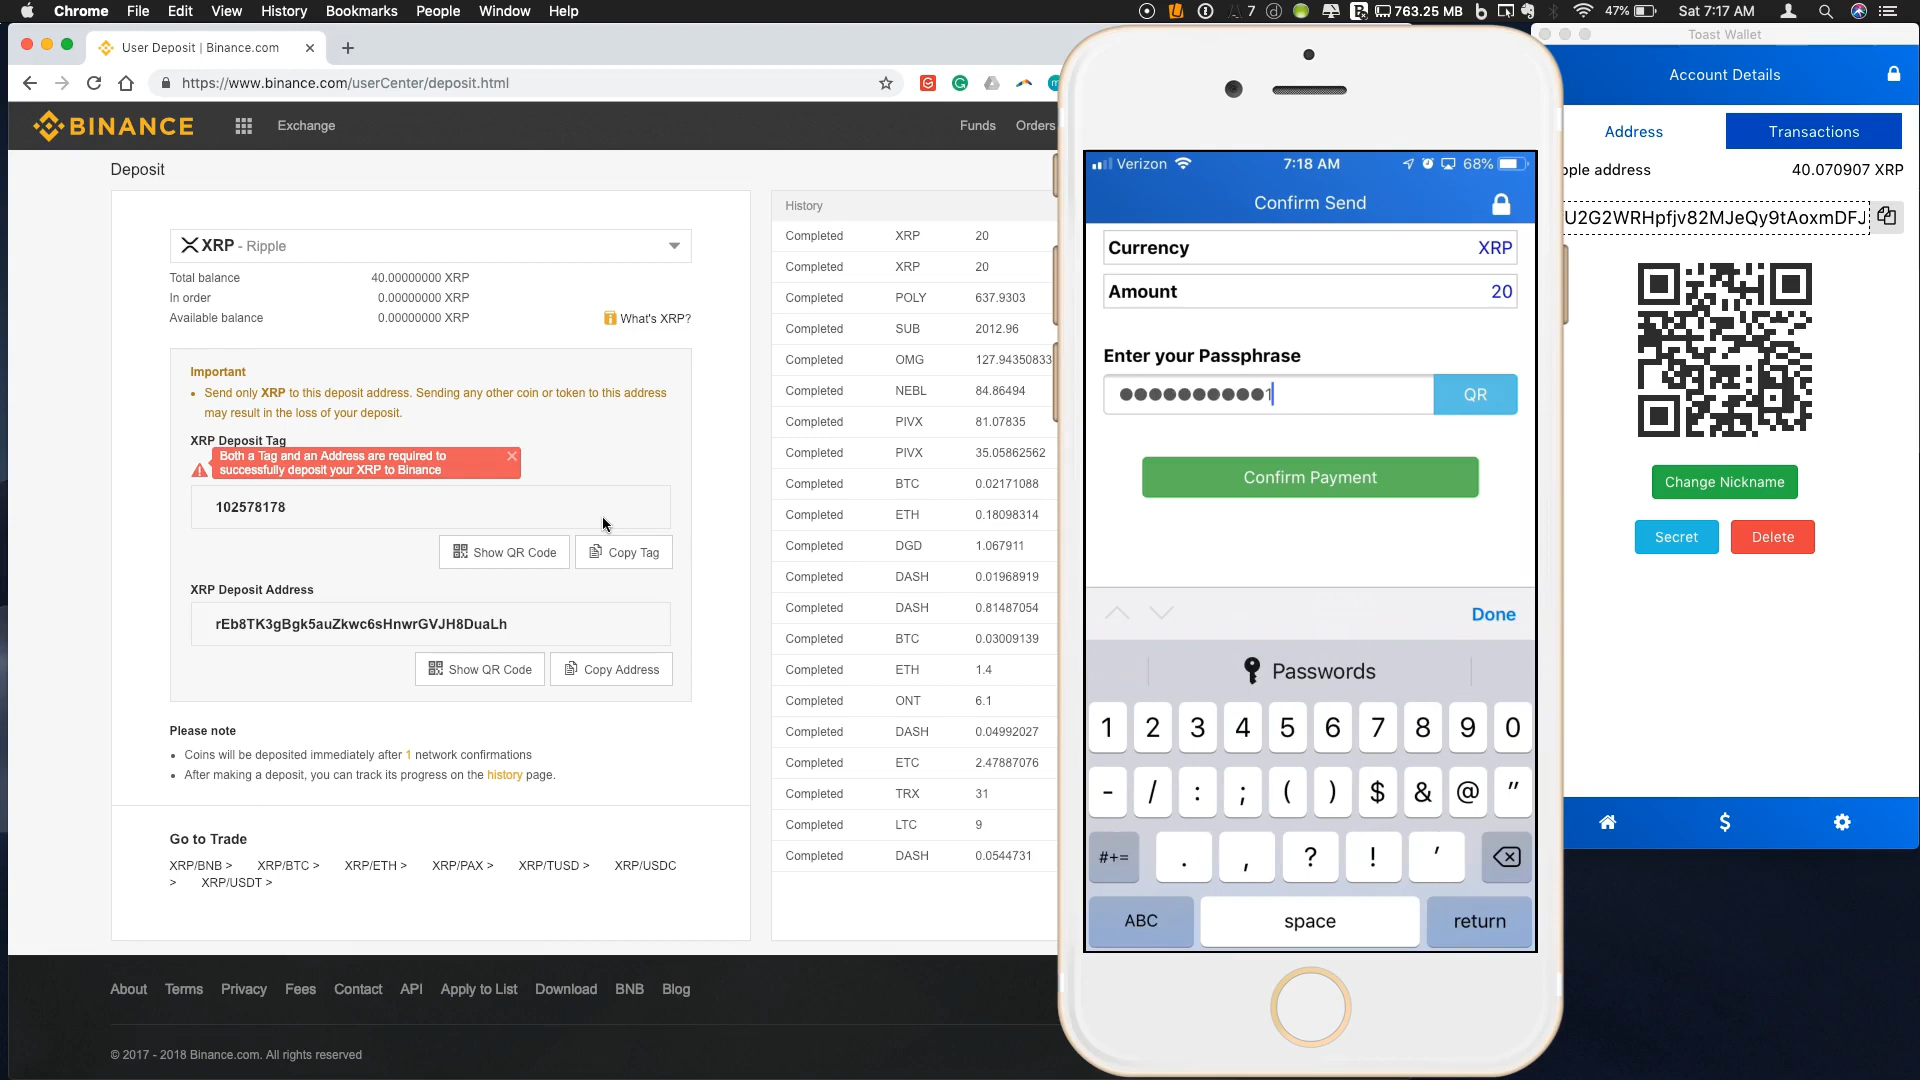 Chrome File Edit View History Bookmarks People Window Help
7 763.25 MB 47% Sat 7:17 AM
User Deposit | Binance.com
https://www.binance.com/userCenter/deposit.html
BINANCE Exchange Funds Orders
Deposit
XRP - Ripple
Total balance 40.00000000 XRP
In order 0.00000000 XRP
Available balance 0.00000000 XRP What's XRP?
Important
Send only XRP to this deposit address. Sending any other coin or token to this address
may result in the loss of your deposit.
XRP Deposit Tag
Both a Tag and an Address are required to
successfully deposit your XRP to Binance
102578178
Show QR Code Copy Tag
XRP Deposit Address
rEb8TK3gBgk5auZkwc6sHnwrGVJH8DuaLh
Show QR Code Copy Address
Please note
Coins will be deposited immediately after 1 network confirmations
After making a deposit, you can track its progress on the history page.
Go to Trade
XRP/BNB > XRP/BTC > XRP/ETH > XRP/PAX > XRP/TUSD > XRP/USDC
> XRP/USDT >
History
Completed XRP 20
Completed XRP 20
Completed POLY 637.9303
Completed SUB 2012.96
Completed OMG 127.94350833
Completed NEBL 84.86494
Completed PIVX 81.07835
Completed PIVX 35.05862562
Completed BTC 0.02171088
Completed ETH 0.18098314
Completed DGD 1.067911
Completed DASH 0.01968919
Completed DASH 0.81487054
Completed BTC 0.03009139
Completed ETH 1.4
Completed ONT 6.1
Completed DASH 0.04992027
Completed ETC 2.47887076
Completed TRX 31
Completed LTC 9
Completed DASH 0.0544731
About Terms Privacy Fees Contact API Apply to List Download BNB Blog
© 2017 - 2018 Binance.com. All rights reserved
Verizon 7:18 AM 68%
Confirm Send
Currency XRP
Amount 20
Enter your Passphrase
●●●●●●●●●●1 QR
Confirm Payment
Done
Passwords
1 2 3 4 5 6 7 8 9 0
- / : ; ( ) $ & @ "
#+= . , ? ! '
ABC space return
Toast Wallet
Account Details
Address Transactions
ple address 40.070907 XRP
U2G2WRHpfjv82MJeQy9tAoxmDFJ
Change Nickname
Secret Delete
$